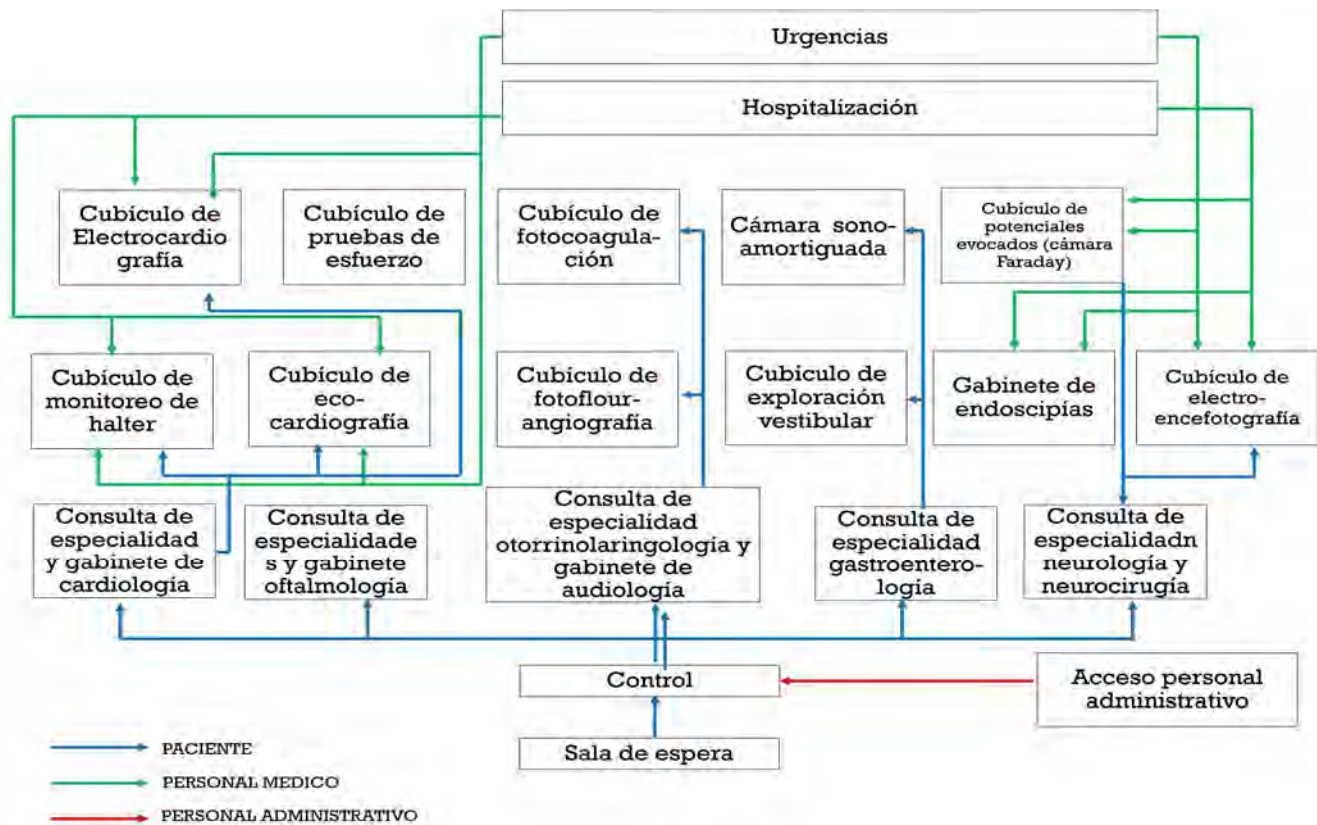 Urgencias
Hospitalización
Cubículo de
Electrocardio
grafía
Cubículo de
pruebas de
esfuerzo
Cubículo de
fotocoagula-
ción
Cámara sono-
amortiguada
Cubículo de
potenciales
evocados (cámara
Faraday)
Cubículo de
monitoreo de
halter
Cubículo de
eco-
cardiografía
Cubículo de
fotoflour-
angiografía
Cubículo de
exploración
vestibular
Gabinete de
endoscipías
Cubículo de
electro-
encefotografía
Consulta de
especialidad
y gabinete de
cardiología
Consulta de
especialidade
s y gabinete
oftalmología
Consulta de
especialidad
otorrinolaringología y
gabinete de
audiología
Consulta de
especialidad
gastroentero-
logía
Consulta de
especialidadn
neurología y
neurocirugía
Control
Acceso personal
administrativo
Sala de espera
PACIENTE
PERSONAL MEDICO
PERSONAL ADMINISTRATIVO